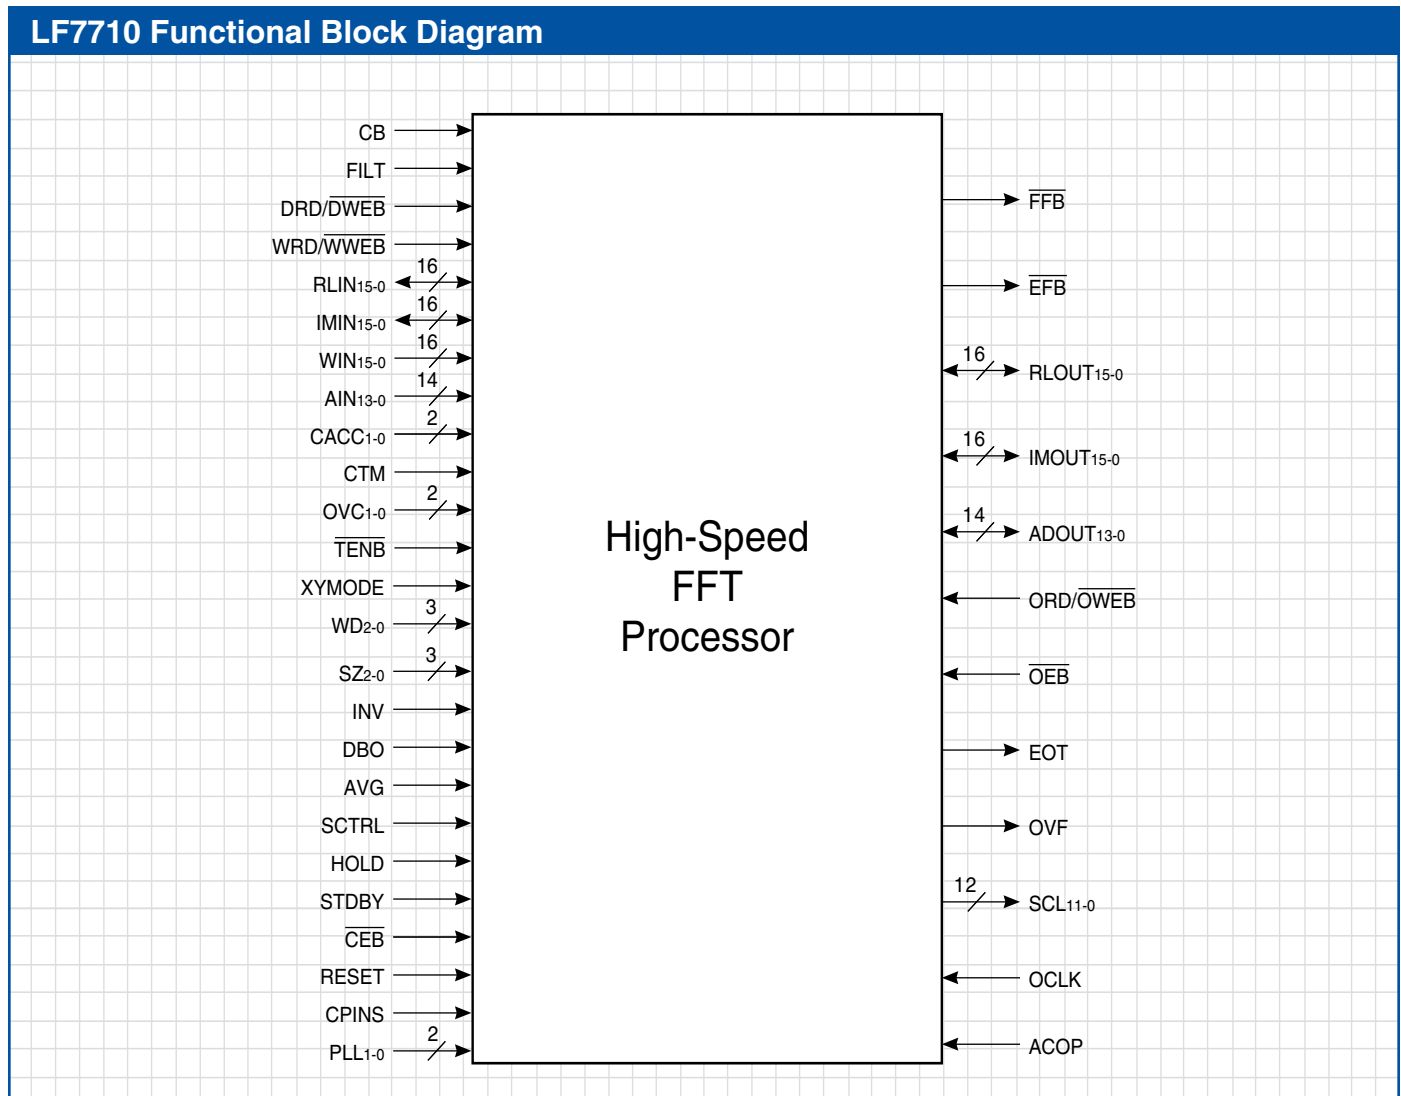 LF7710 Functional Block Diagram
CB
FILT
DRD/DWEB
WRD/WWEB
16
RLIN15-0
16
IMIN15-0
16
WIN15-0
14
AIN13-0
2
CACC1-0
CTM
2
OVC1-0
TENB
XYMODE
3
WD2-0
3
SZ2-0
INV
DBO
AVG
SCTRL
HOLD
STDBY
CEB
RESET
CPINS
2
PLL1-0
High-Speed
FFT
Processor
FFB
EFB
16
RLOUT15-0
16
IMOUT15-0
14
ADOUT13-0
ORD/OWEB
OEB
EOT
OVF
12
SCL11-0
OCLK
ACOP